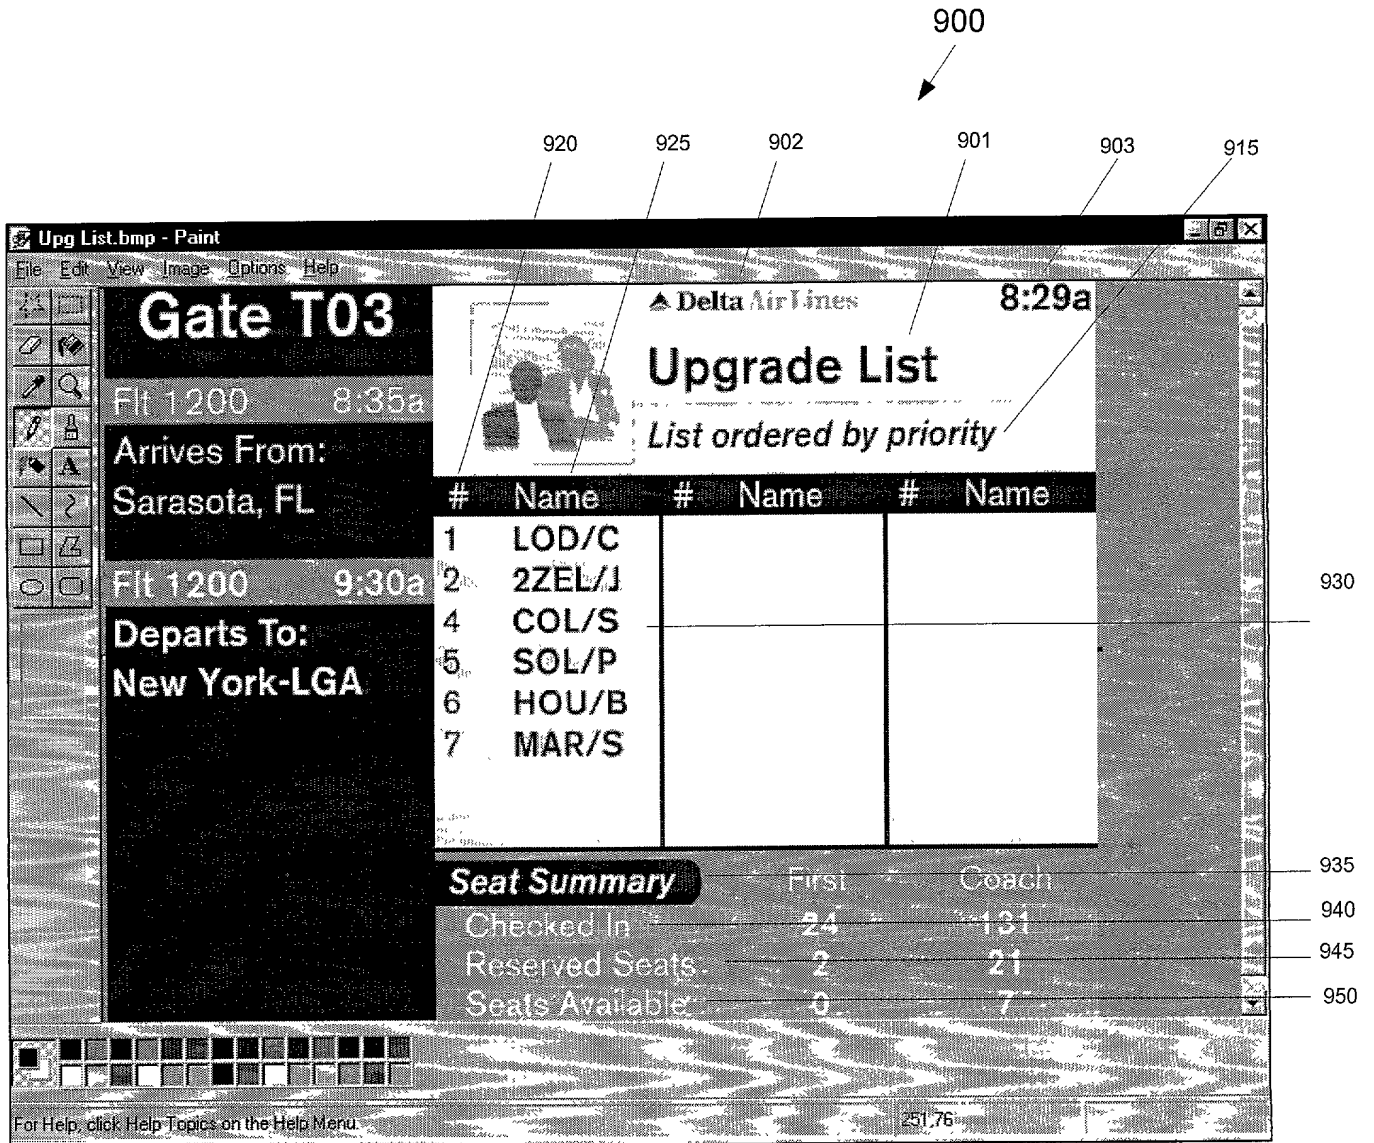 900
920 925 902 901 903 915
Upg List.bmp - Paint
File Edit View Image Options Help
Gate T03
Delta Air Lines 8:29a
Upgrade List
List ordered by priority
Flt 1200 8:35a
Arrives From:
Sarasota, FL
Flt 1200 9:30a
Departs To:
New York-LGA
# Name # Name # Name
1 LOD/C
2 2ZEL/J
4 COL/S
5 SOL/P
6 HOU/B
7 MAR/S
930
Seat Summary First Coach 935
Checked In 24 131 940
Reserved Seats 2 21 945
Seats Available 0 7 950
For Help, click Help Topics on the Help Menu.
251,76